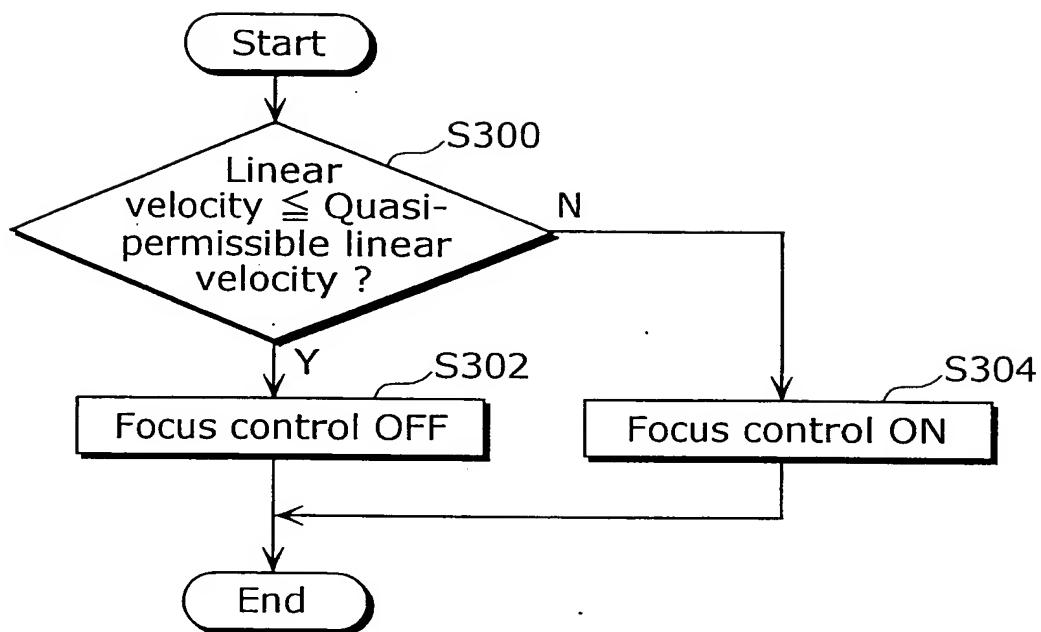 Start
S300
Linear
velocity ≦ Quasi-
permissible linear
velocity ?
N
Y
S302
S304
Focus control OFF
Focus control ON
End